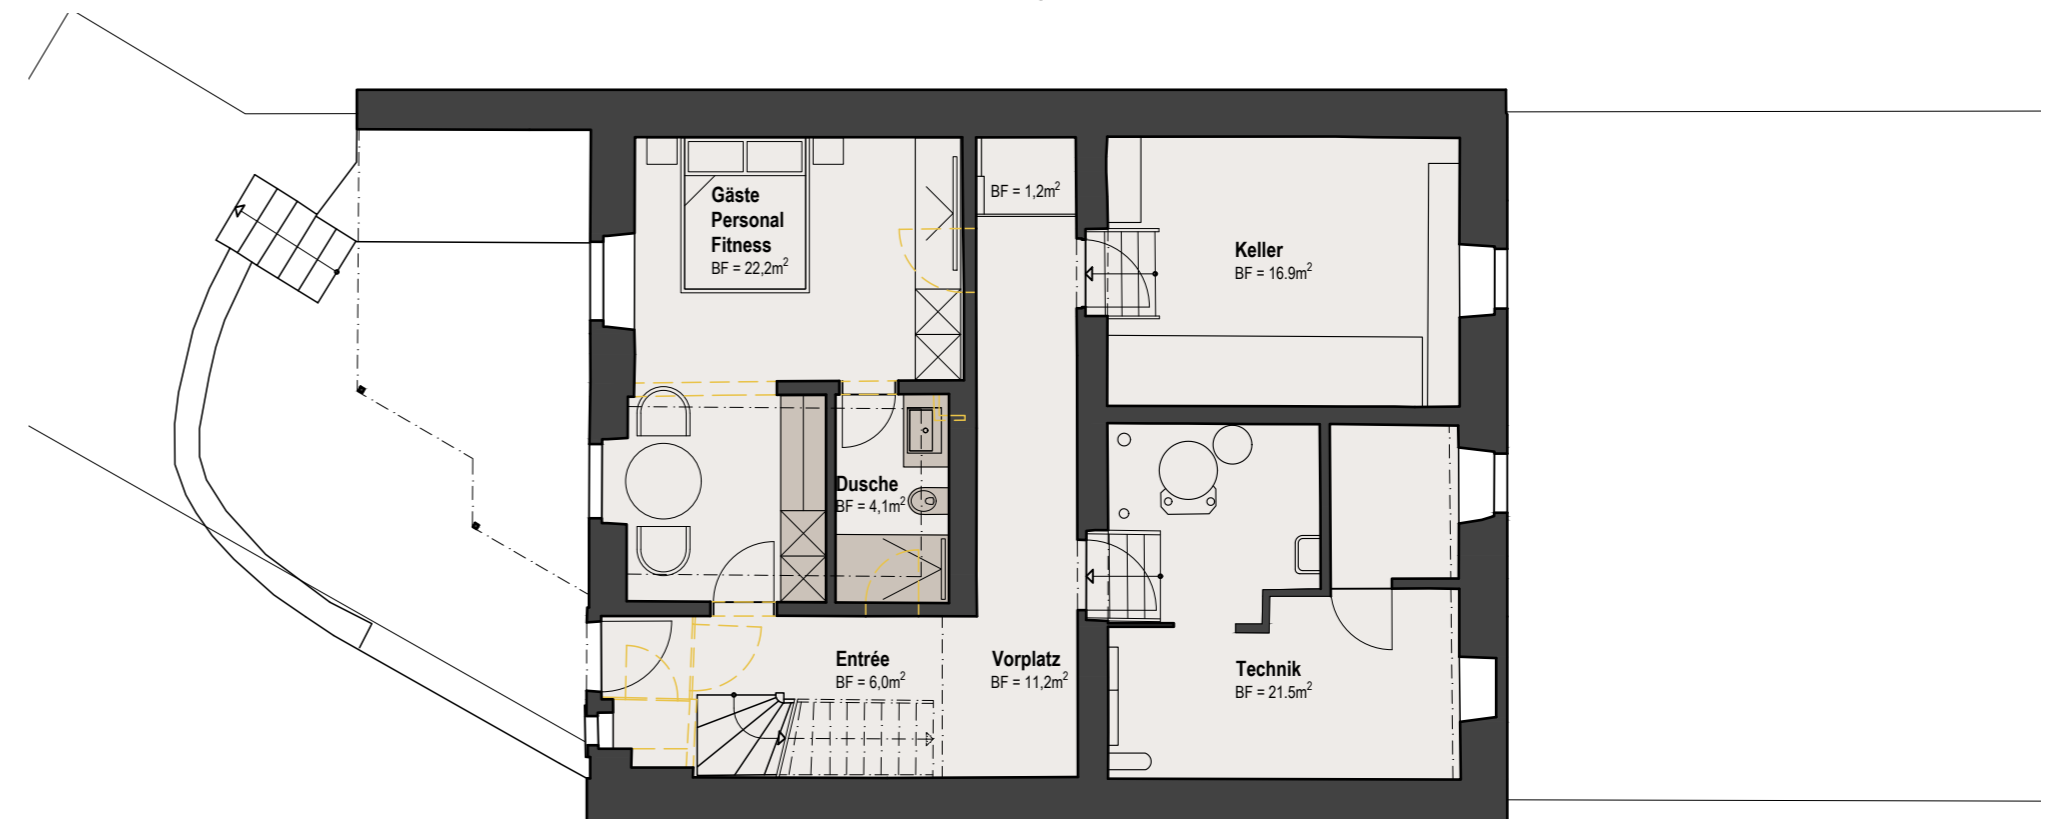 Gäste
Personal
Fitness
BF = 22,2m²
BF = 1,2m²
Keller
BF = 16.9m²
Dusche
BF = 4,1m²
Entrée
BF = 6,0m²
Vorplatz
BF = 11,2m²
Technik
BF = 21.5m²